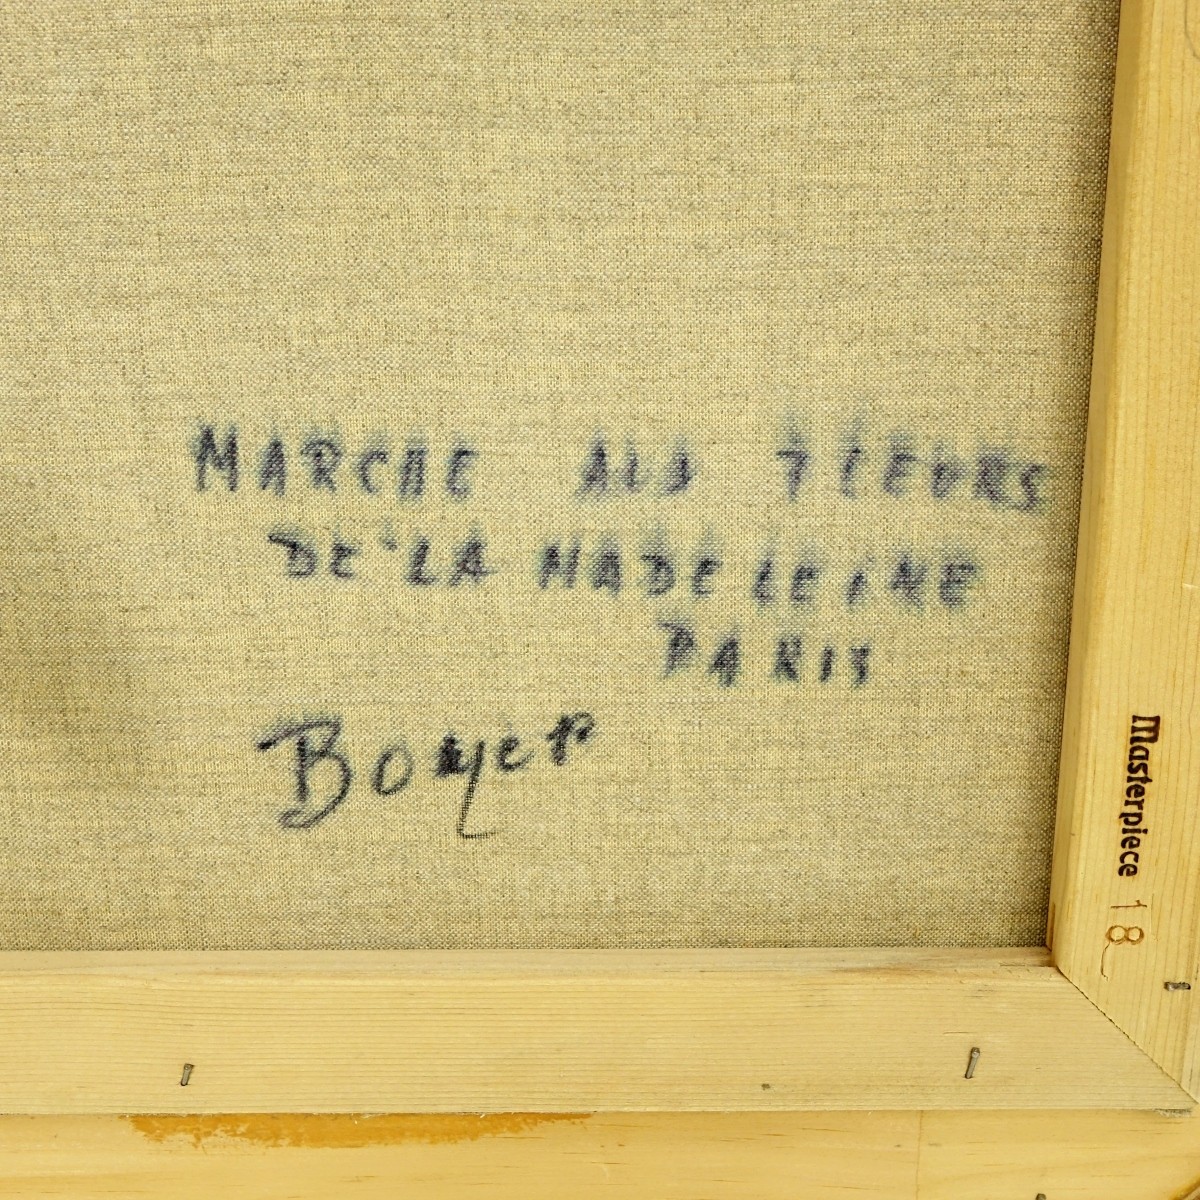 MARCHE AUX FLEURS
DE LA MADELEINE
PARIS
Boyer
Masterpiece 18